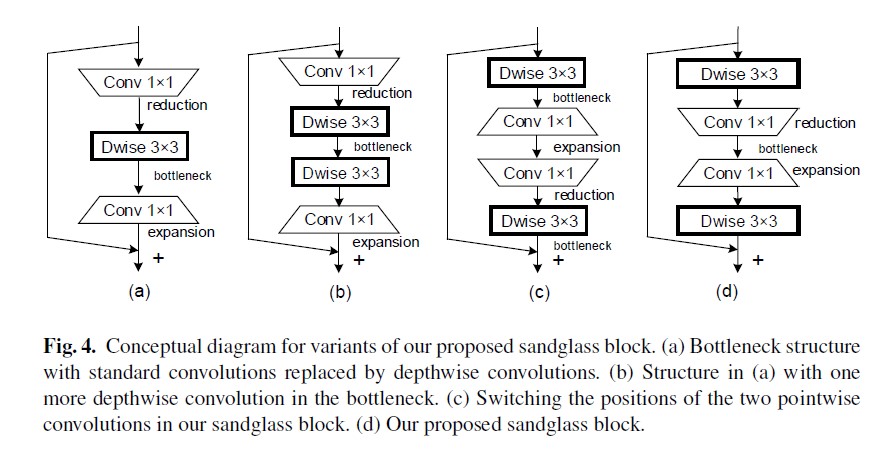 Conv 1×1
reduction
Dwise 3×3
bottleneck
Conv 1×1
expansion
+
(a)
Conv 1×1
reduction
Dwise 3×3
bottleneck
Dwise 3×3
Conv 1×1
expansion
+
(b)
Dwise 3×3
bottleneck
Conv 1×1
expansion
Conv 1×1
reduction
Dwise 3×3
bottleneck
+
(c)
Dwise 3×3
Conv 1×1 reduction
bottleneck
Conv 1×1 expansion
Dwise 3×3
+
(d)
Fig. 4. Conceptual diagram for variants of our proposed sandglass block. (a) Bottleneck structure
with standard convolutions replaced by depthwise convolutions. (b) Structure in (a) with one
more depthwise convolution in the bottleneck. (c) Switching the positions of the two pointwise
convolutions in our sandglass block. (d) Our proposed sandglass block.